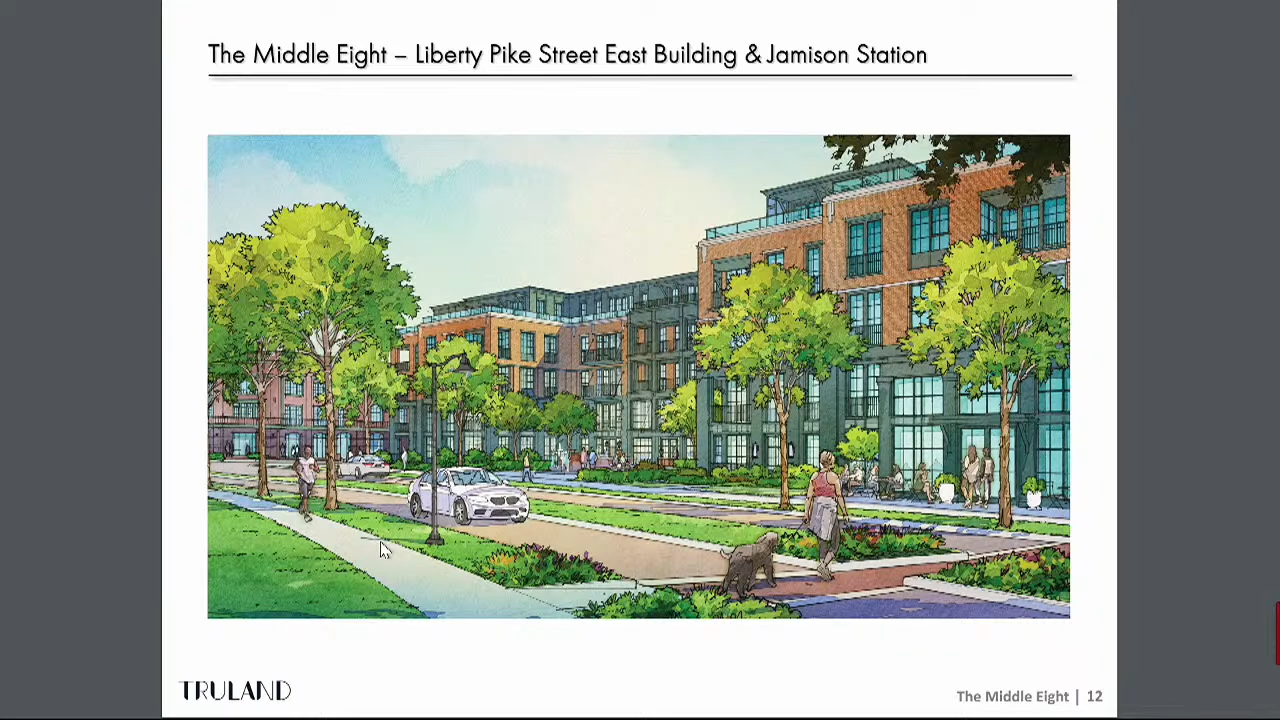 The Middle Eight – Liberty Pike Street East Building & Jamison Station
TRULAND
The Middle Eight | 12